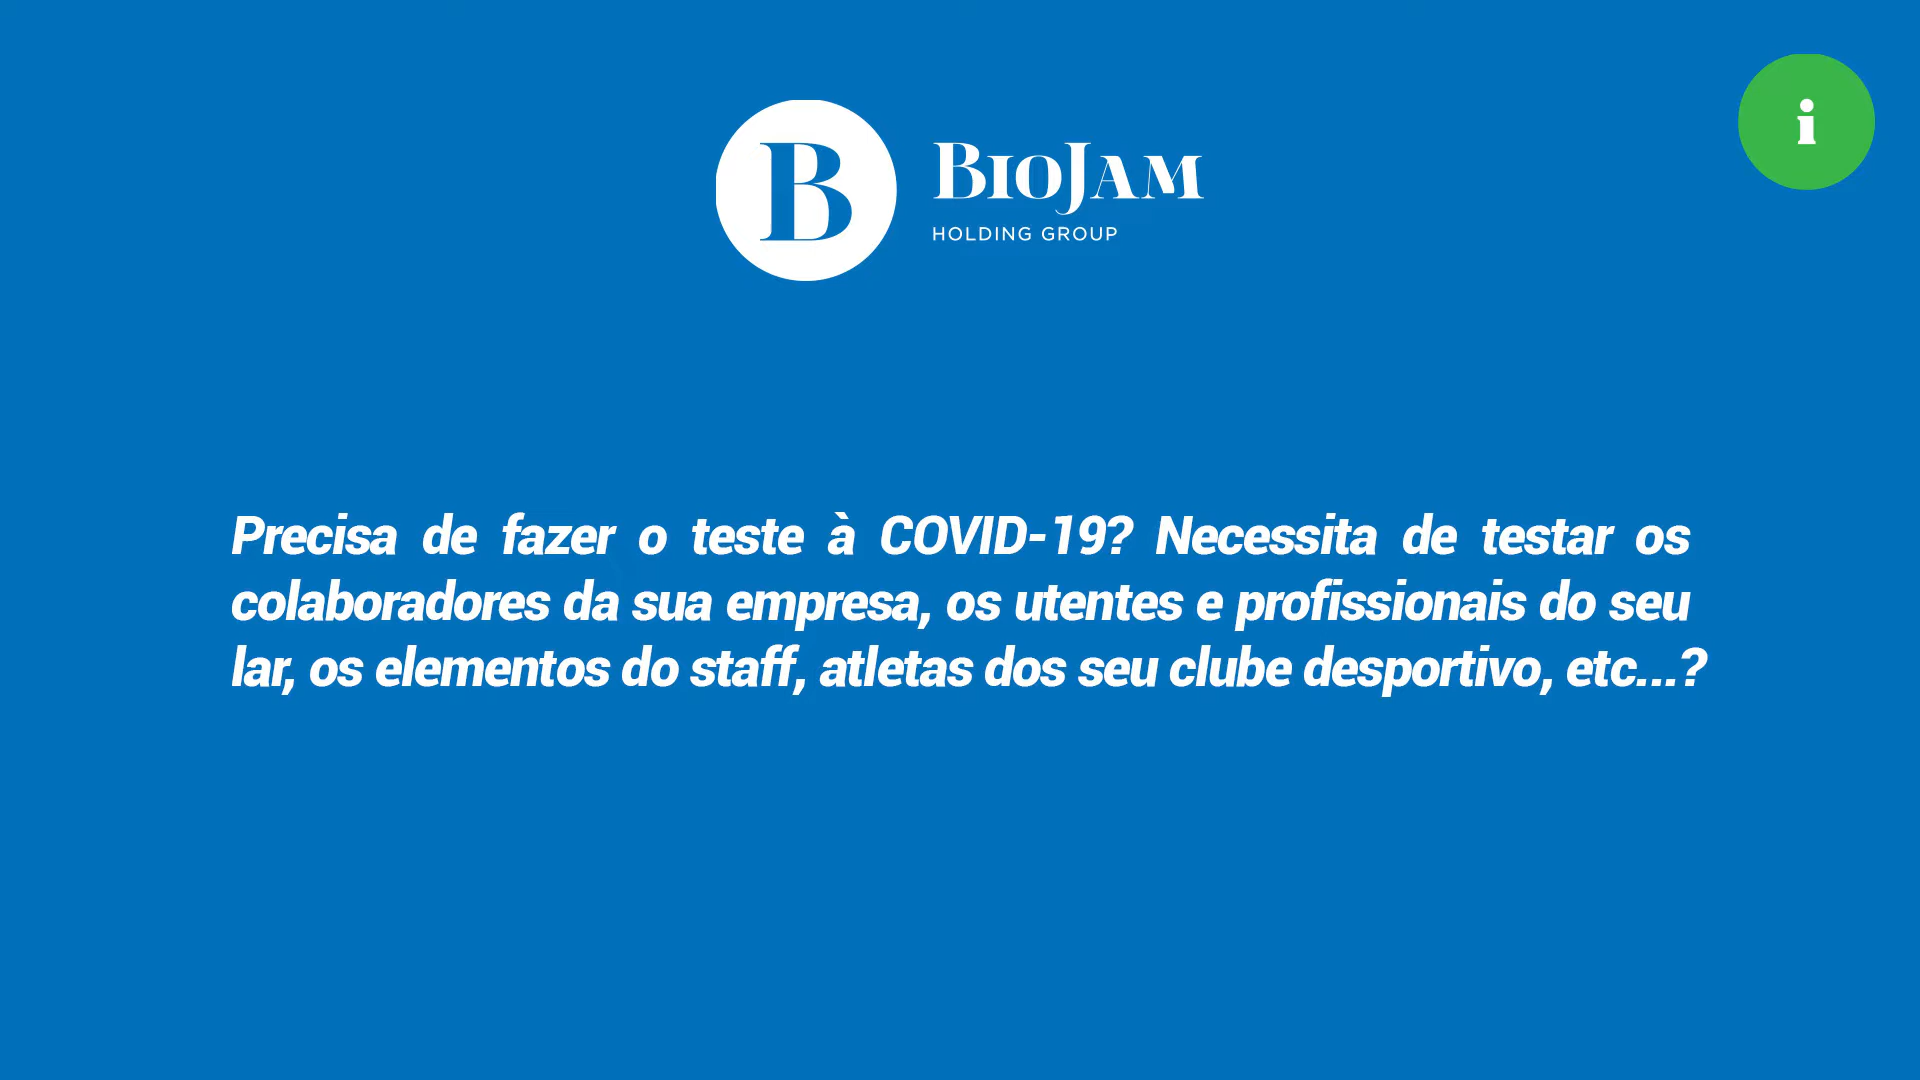 B
BIOJAM
HOLDING GROUP
i
Precisa de fazer o teste à COVID-19? Necessita de testar os
colaboradores da sua empresa, os utentes e profissionais do seu
lar, os elementos do staff, atletas dos seu clube desportivo, etc...?